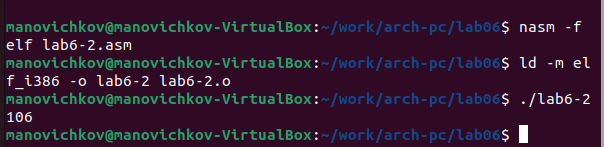 manovichkov@manovichkov-VirtualBox:~/work/arch-pc/lab06$ nasm -f
elf lab6-2.asm
manovichkov@manovichkov-VirtualBox:~/work/arch-pc/lab06$ ld -m el
f_i386 -o lab6-2 lab6-2.o
manovichkov@manovichkov-VirtualBox:~/work/arch-pc/lab06$ ./lab6-2
106
manovichkov@manovichkov-VirtualBox:~/work/arch-pc/lab06$